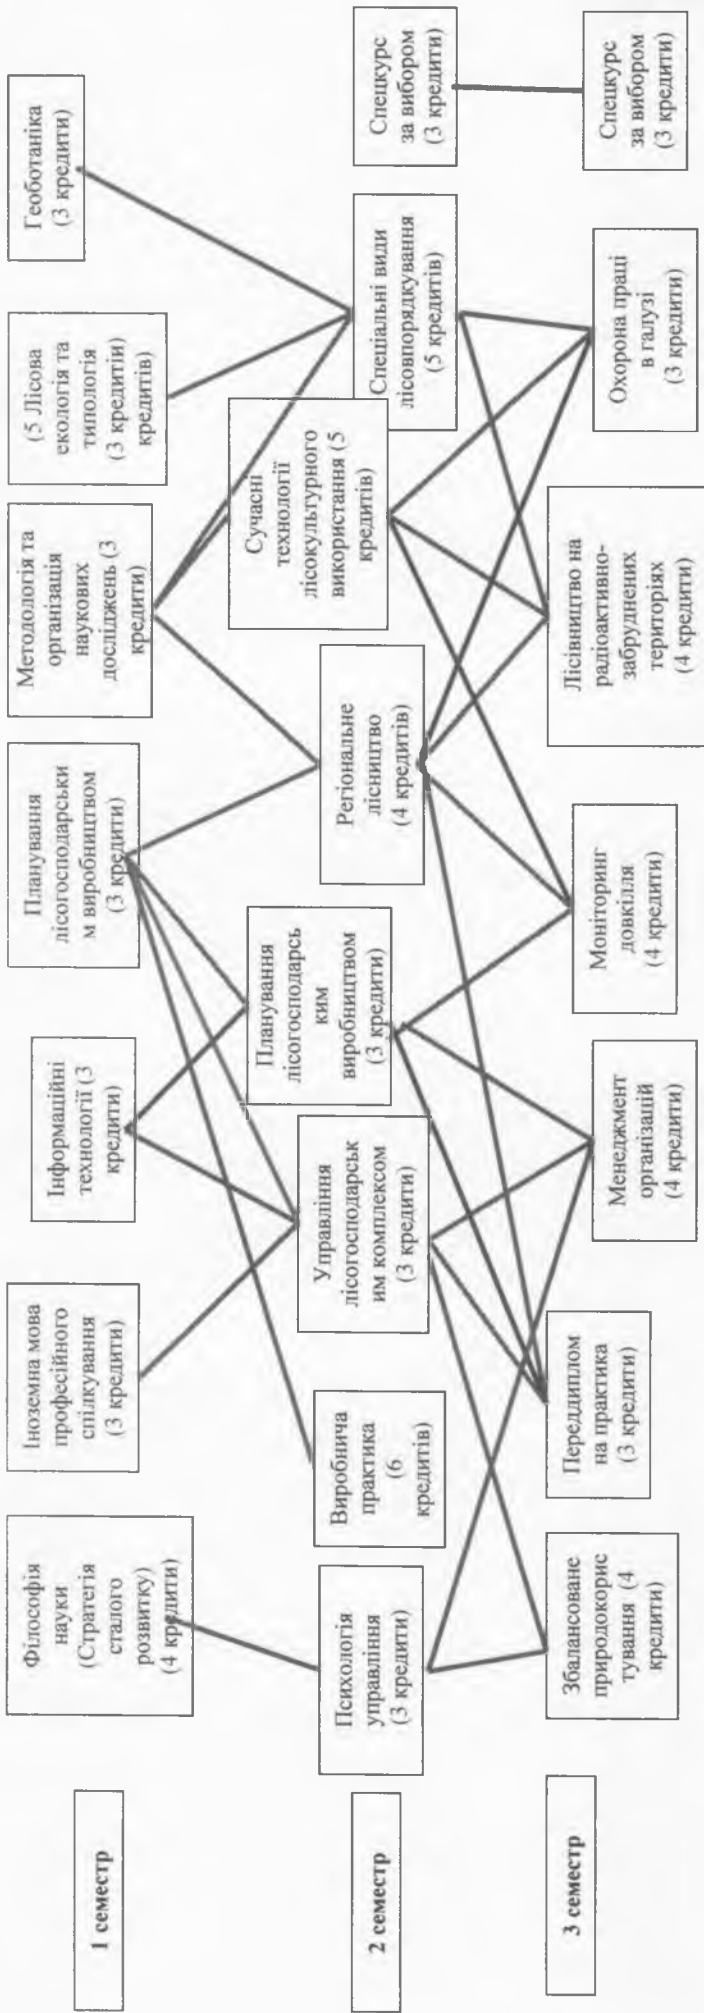 1 семестр
Філософія
науки
(Стратегія
сталого
розвитку)
(4 кредити)
Іноземна мова
професійного
спілкування
(3 кредити)
Інформаційні
технології (3
кредити)
Планування
лісогосподарськи
м виробництвом
(3 кредити)
Методологія та
організація
наукових
досліджень (3
кредити)
(5 Лісова
екологія та
типологія
(3 кредитій)
кредитів)
Геоботаніка
(3 кредити)
2 семестр
Психологія
управління
(3 кредити)
Виробнича
практика
(6
кредитів)
Управління
лісогосподарськ
им комплексом
(3 кредити)
Планування
лісогосподарсь
ким
виробництвом
(3 кредити)
Регіональне
лісництво
(4 кредитів)
Сучасні
технології
лісокультурного
використання (5
кредитів)
Спеціальні види
лісовпорядкування
(5 кредитів)
Спецкурс
за вибором
(3 кредити)
3 семестр
Збалансоване
природокорис
тування (4
кредити)
Переддиплом
на практика
(3 кредити)
Менеджмент
організацій
(4 кредити)
Моніторинг
довкілля
(4 кредити)
Лісівництво на
радіоактивно-
забруднених
територіях
(4 кредити)
Охорона праці
в галузі
(3 кредити)
Спецкурс
за вибором
(3 кредити)